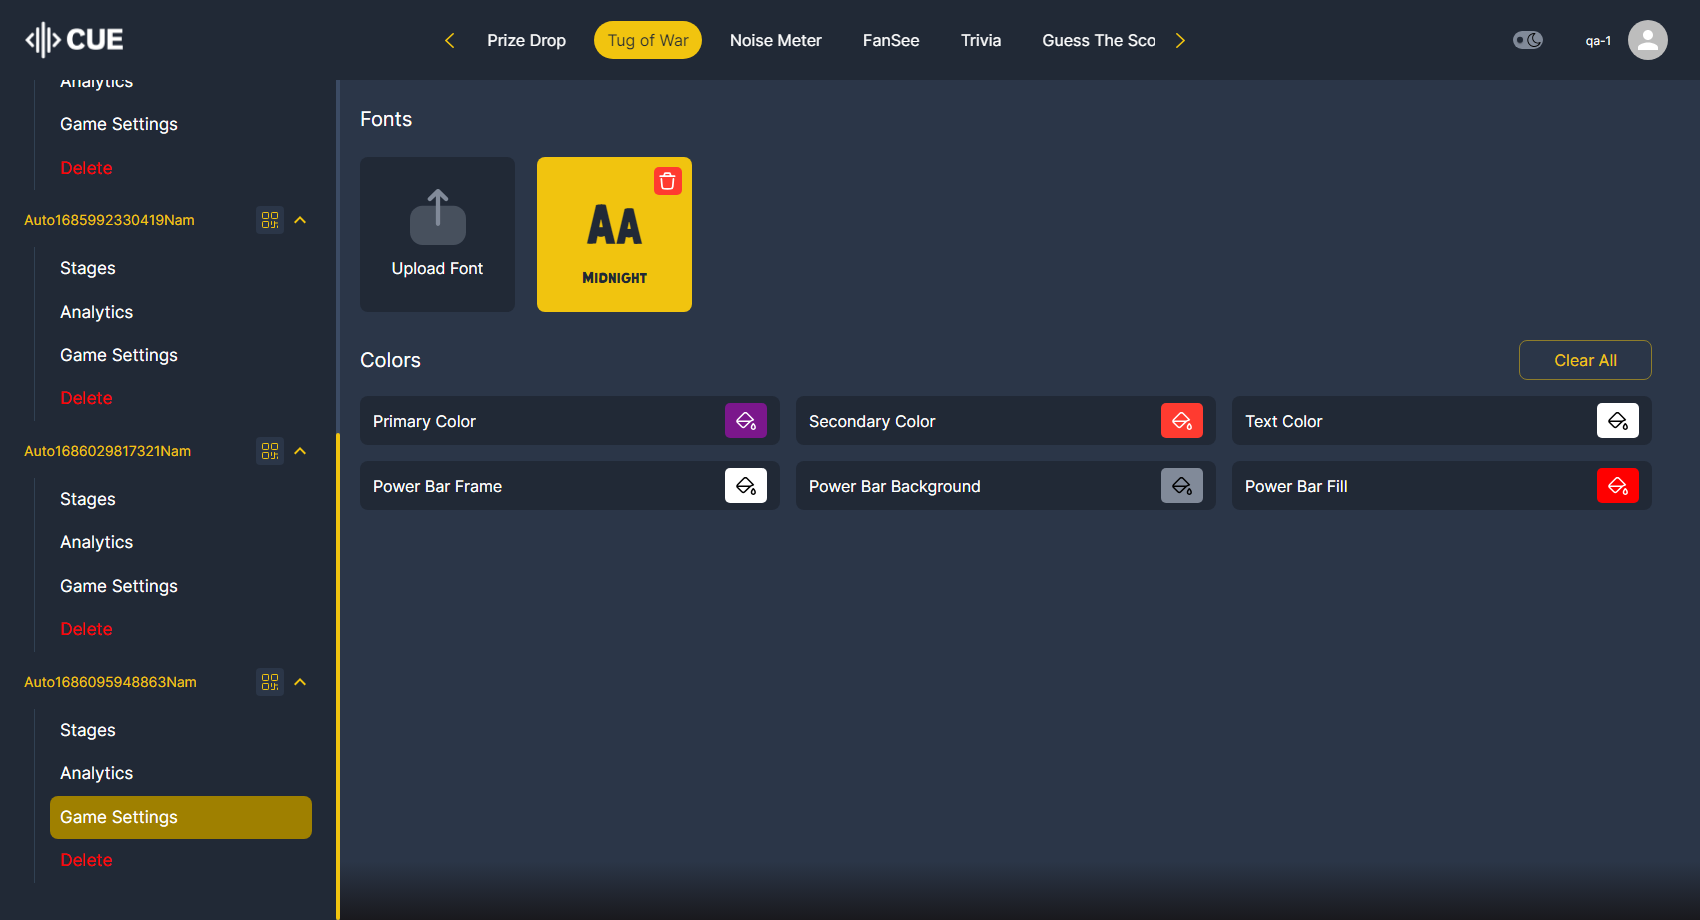 CUE
Prize Drop
Tug of War
Noise Meter
FanSee
Trivia
Guess The Sco
qa-1
Analytics
Game Settings
Delete
Auto1685992330419Nam
Stages
Analytics
Game Settings
Delete
Auto1686029817321Nam
Stages
Analytics
Game Settings
Delete
Auto1686095948863Nam
Stages
Analytics
Game Settings
Delete
Fonts
Upload Font
AA
MIDNIGHT
Colors
Clear All
Primary Color
Secondary Color
Text Color
Power Bar Frame
Power Bar Background
Power Bar Fill